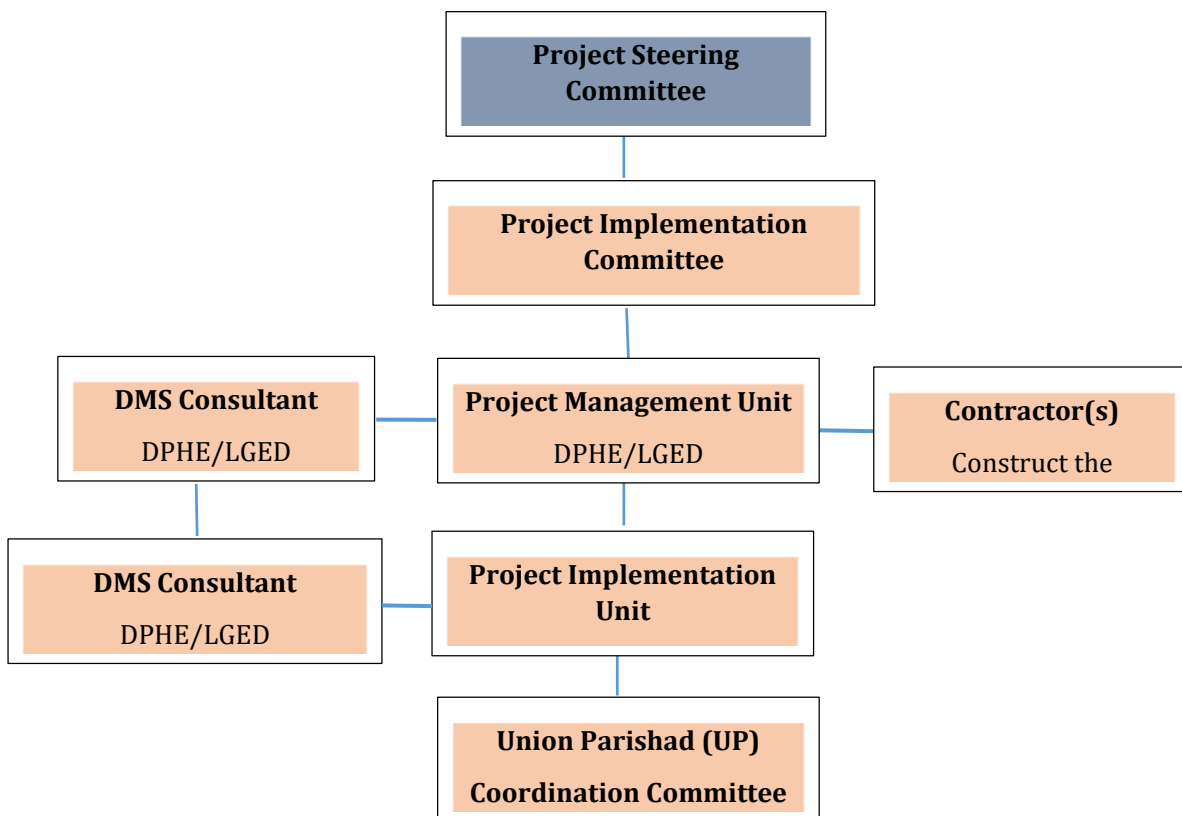 Project Steering
Committee
Project Implementation
Committee
DMS Consultant
DPHE/LGED
Project Management Unit
DPHE/LGED
Contractor(s)
Construct the
DMS Consultant
DPHE/LGED
Project Implementation
Unit
Union Parishad (UP)
Coordination Committee